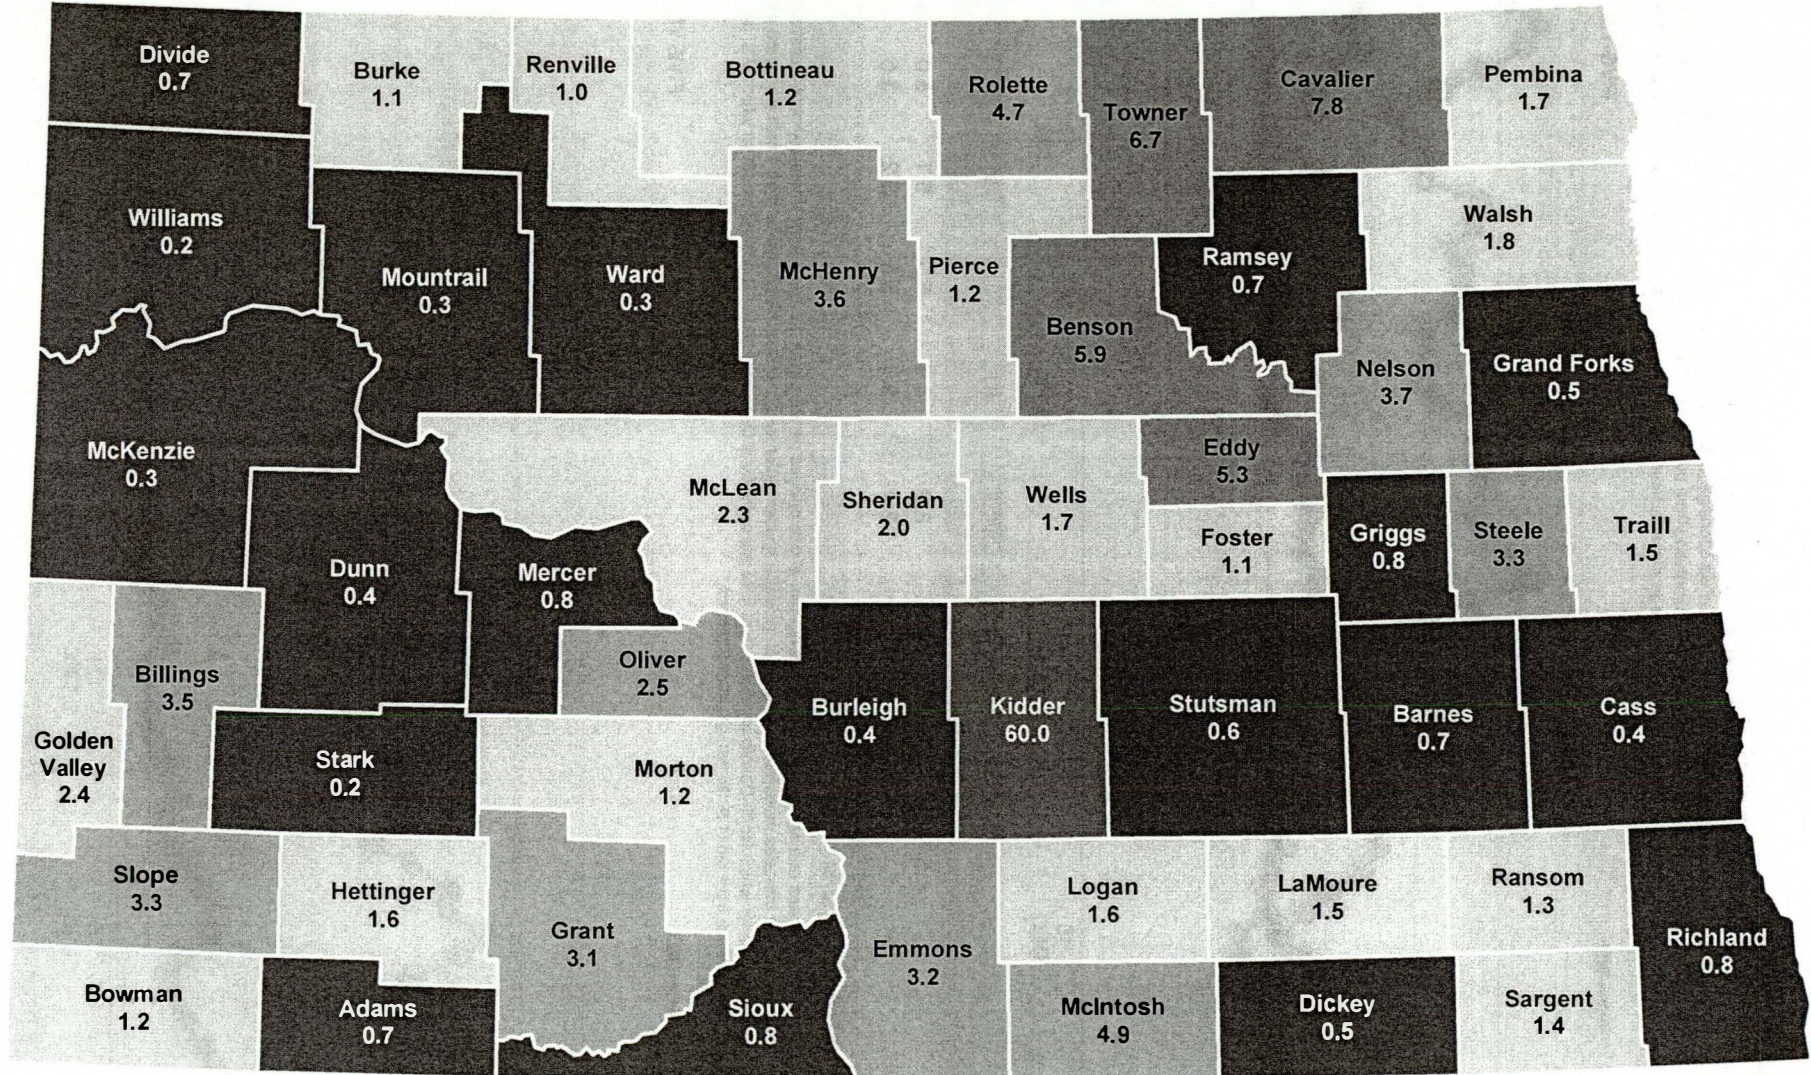 Divide
0.7
Burke
1.1
Renville
1.0
Bottineau
1.2
Rolette
4.7
Towner
6.7
Cavalier
7.8
Pembina
1.7
Williams
0.2
Mountrail
0.3
Ward
0.3
McHenry
3.6
Pierce
1.2
Benson
5.9
Ramsey
0.7
Walsh
1.8
Nelson
3.7
Grand Forks
0.5
McKenzie
0.3
Dunn
0.4
Mercer
0.8
McLean
2.3
Sheridan
2.0
Wells
1.7
Eddy
5.3
Foster
1.1
Griggs
0.8
Steele
3.3
Traill
1.5
Golden
Valley
2.4
Billings
3.5
Stark
0.2
Oliver
2.5
Morton
1.2
Burleigh
0.4
Kidder
60.0
Stutsman
0.6
Barnes
0.7
Cass
0.4
Slope
3.3
Hettinger
1.6
Grant
3.1
Emmons
3.2
Logan
1.6
LaMoure
1.5
Ransom
1.3
Richland
0.8
Bowman
1.2
Adams
0.7
Sioux
0.8
McIntosh
4.9
Dickey
0.5
Sargent
1.4